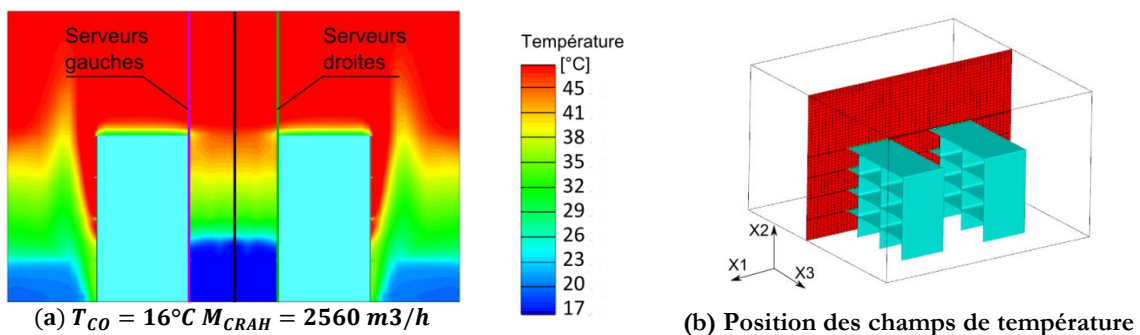 Serveurs
gauches
Serveurs
droites
Température
[°C]
45
41
38
35
32
29
26
23
20
17
X2
X1
X3
(a) T_CO = 16°C M_CRAH = 2560 m3/h
(b) Position des champs de température